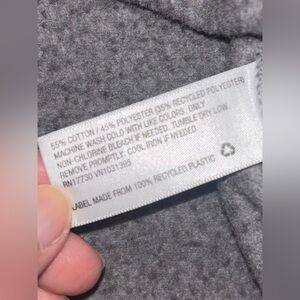 55% COTTON / 45% POLYESTER (35% RECYCLED POLYESTER)
MACHINE WASH COLD WITH LIKE COLORS. ONLY
NON-CHLORINE BLEACH IF NEEDED. TUMBLE DRY LOW.
REMOVE PROMPTLY. COOL IRON IF NEEDED
RN17730 VN1031395
LABEL MADE FROM 100% RECYCLED PLASTIC